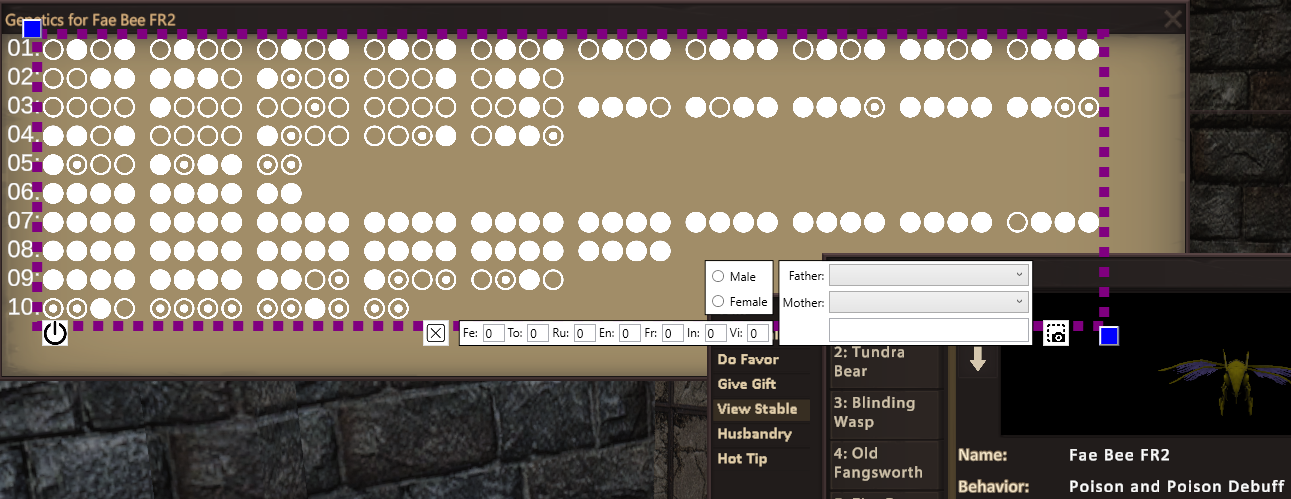 Genetics for Fae Bee FR2
01:
02:
03:
04:
05:
06:
07:
08:
09:
10:
Male
Female
Father:
Mother:
Fe: 0 To: 0 Ru: 0 En: 0 Fr: 0 In: 0 Vi: 0
Do Favor
Give Gift
View Stable
Husbandry
Hot Tip
2: Tundra
Bear
3: Blinding
Wasp
4: Old
Fangsworth
Name: Fae Bee FR2
Behavior: Poison and Poison Debuff